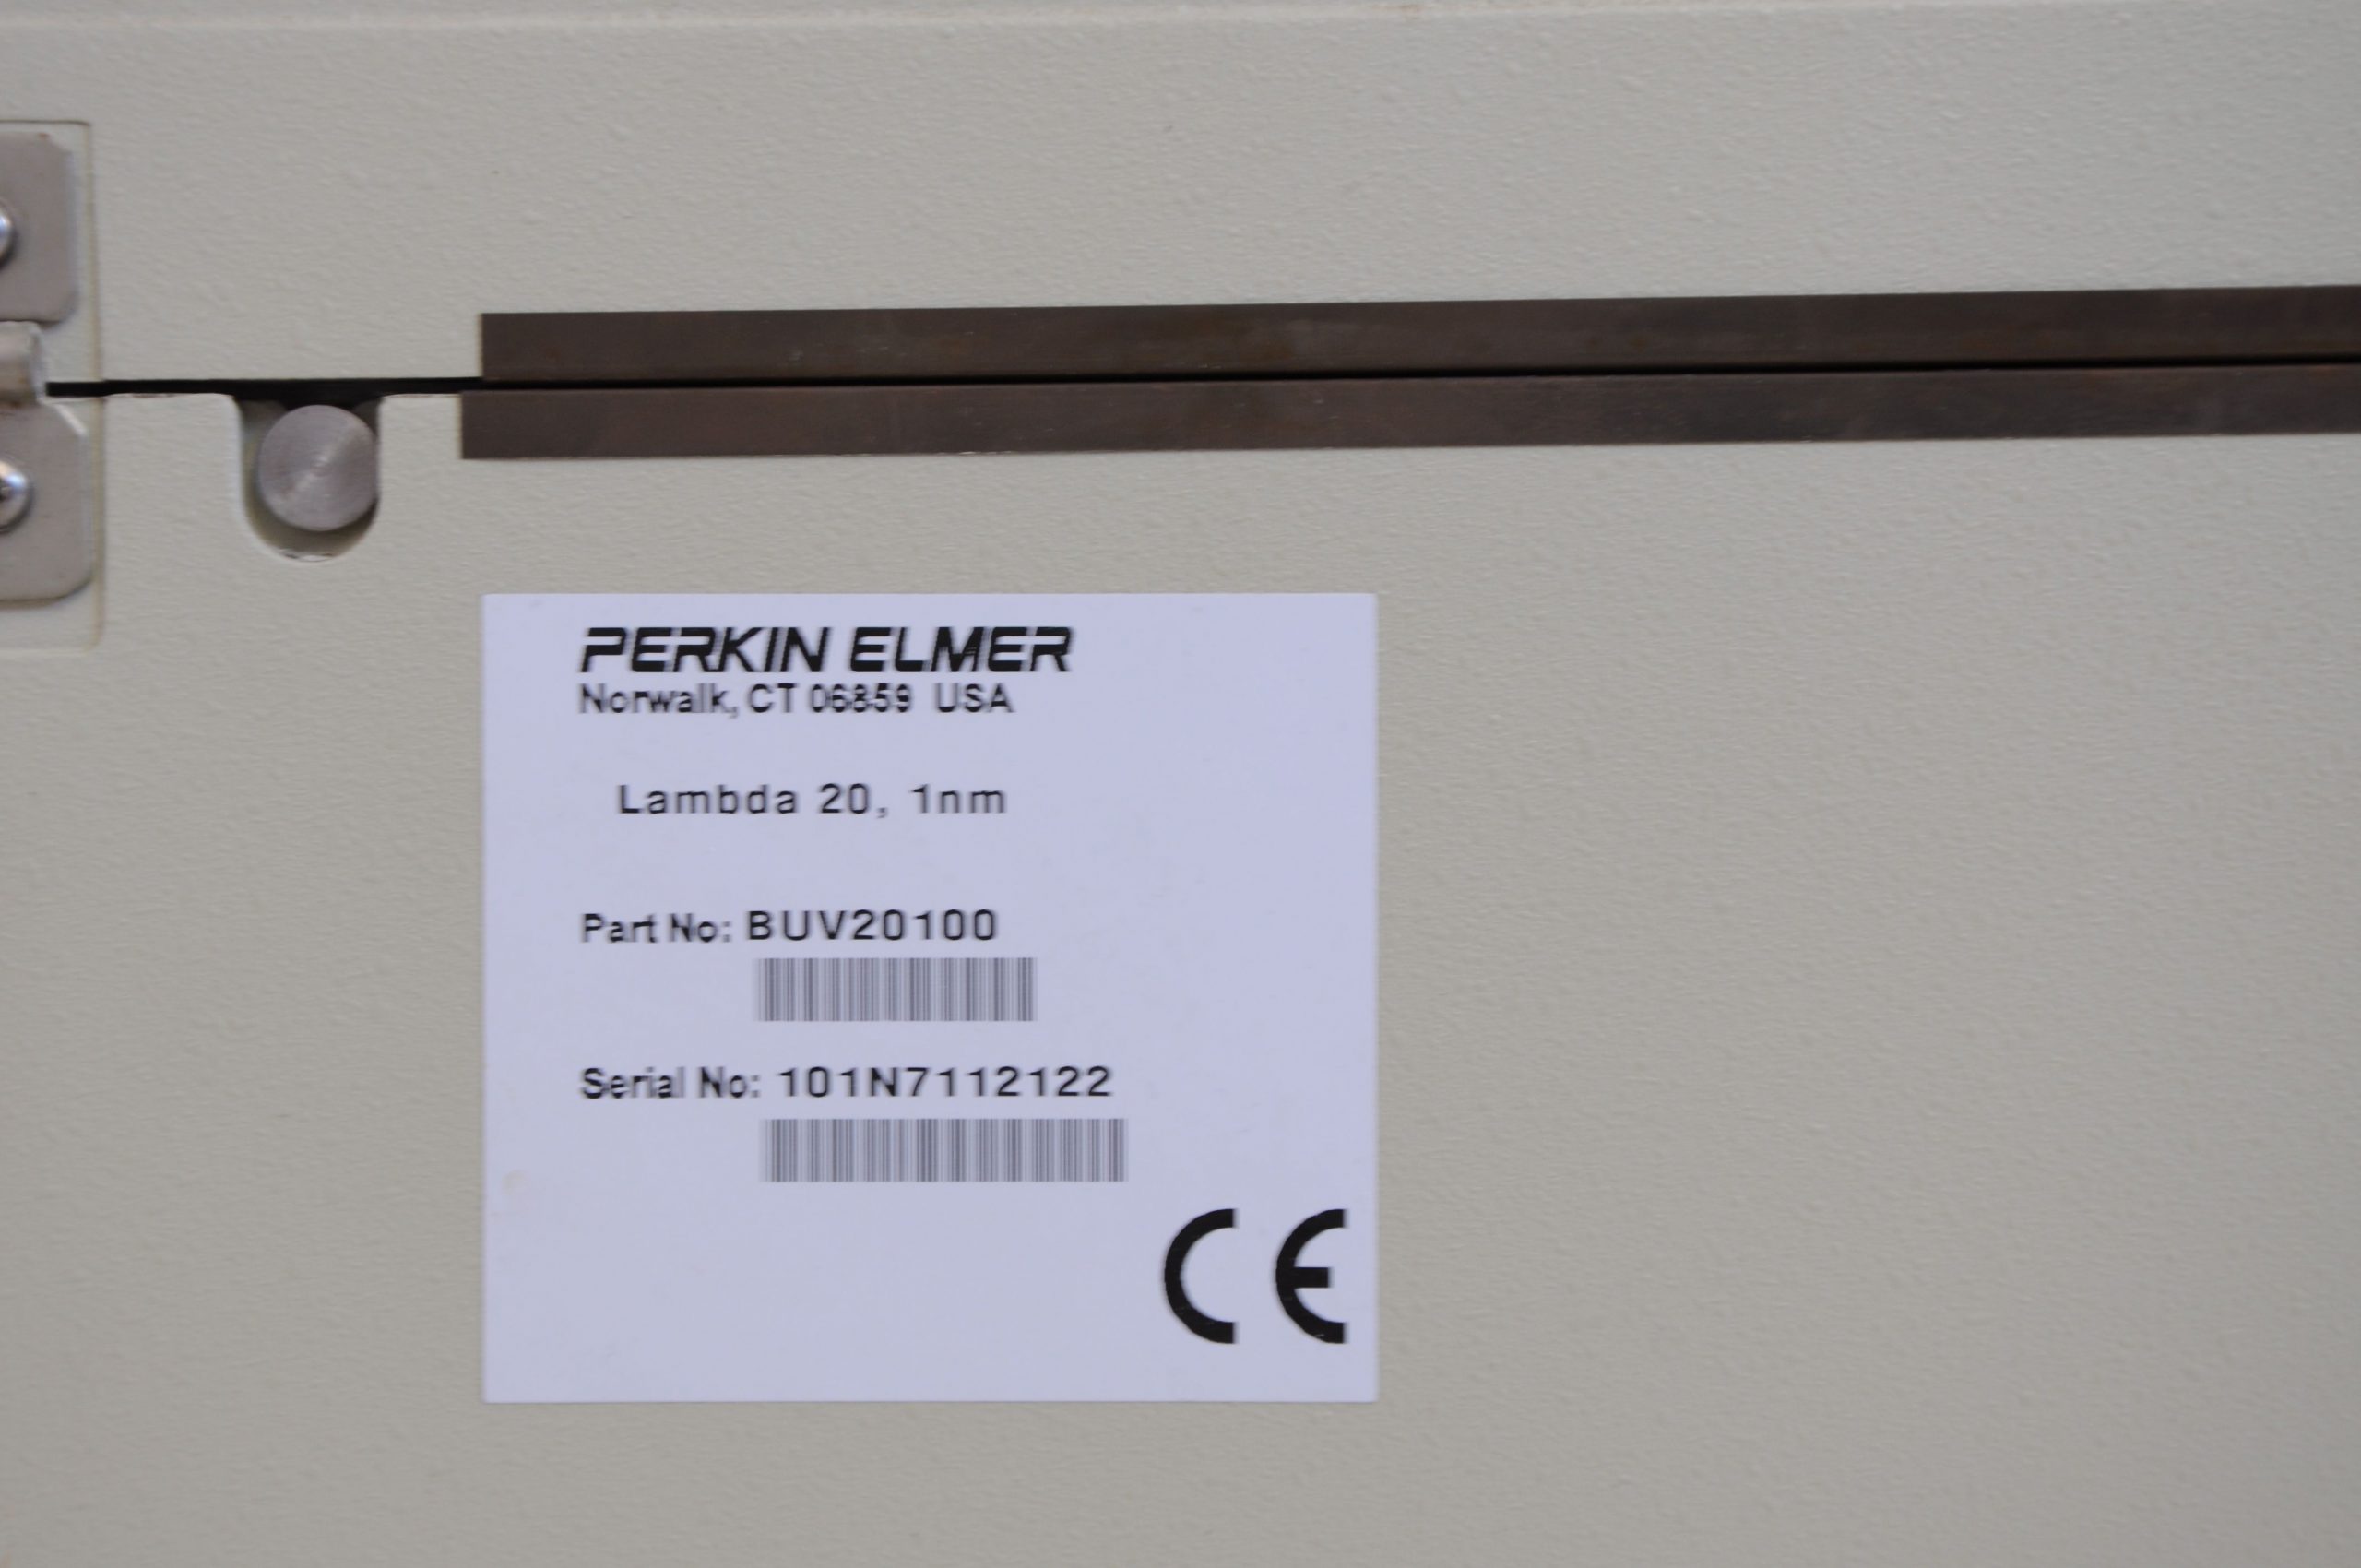 PERKIN ELMER
Norwalk, CT 06859 USA
Lambda 20, 1nm
Part No: BUV20100
Serial No: 101N7112122
CE